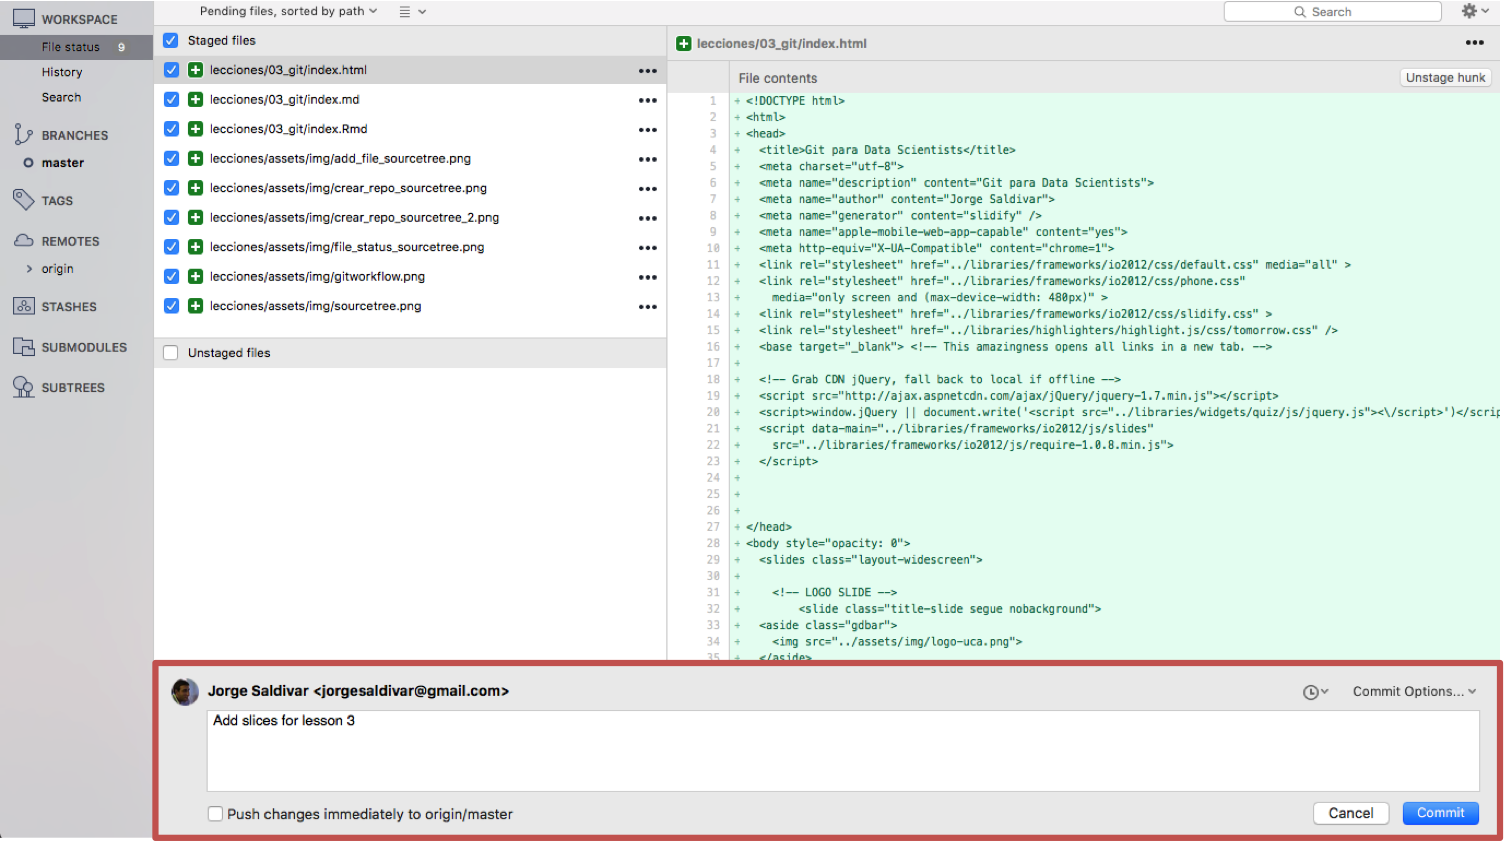 WORKSPACE
File status 9
History
Search
BRANCHES
master
TAGS
REMOTES
origin
STASHES
SUBMODULES
SUBTREES
Pending files, sorted by path
Search
Staged files
lecciones/03_git/index.html
lecciones/03_git/index.md
lecciones/03_git/index.Rmd
lecciones/assets/img/add_file_sourcetree.png
lecciones/assets/img/crear_repo_sourcetree.png
lecciones/assets/img/crear_repo_sourcetree_2.png
lecciones/assets/img/file_status_sourcetree.png
lecciones/assets/img/gitworkflow.png
lecciones/assets/img/sourcetree.png
Unstaged files
lecciones/03_git/index.html
File contents Unstage hunk
1 + <!DOCTYPE html>
2 + <html>
3 + <head>
4 + <title>Git para Data Scientists</title>
5 + <meta charset="utf-8">
6 + <meta name="description" content="Git para Data Scientists">
7 + <meta name="author" content="Jorge Saldivar">
8 + <meta name="generator" content="slidify" />
9 + <meta name="apple-mobile-web-app-capable" content="yes">
10 + <meta http-equiv="X-UA-Compatible" content="chrome=1">
11 + <link rel="stylesheet" href="../libraries/frameworks/io2012/css/default.css" media="all" >
12 + <link rel="stylesheet" href="../libraries/frameworks/io2012/css/phone.css"
13 + media="only screen and (max-device-width: 480px)" >
14 + <link rel="stylesheet" href="../libraries/frameworks/io2012/css/slidify.css" >
15 + <link rel="stylesheet" href="../libraries/highlighters/highlight.js/css/tomorrow.css" />
16 + <base target="_blank"> <!-- This amazingness opens all links in a new tab. -->
17 +
18 + <!-- Grab CDN jQuery, fall back to local if offline -->
19 + <script src="http://ajax.aspnetcdn.com/ajax/jQuery/jquery-1.7.min.js"></script>
20 + <script>window.jQuery || document.write('<script src="../libraries/widgets/quiz/js/jquery.js"><\/script>')</scrip
21 + <script data-main="../libraries/frameworks/io2012/js/slides"
22 + src="../libraries/frameworks/io2012/js/require-1.0.8.min.js">
23 + </script>
24 +
25 +
26 +
27 + </head>
28 + <body style="opacity: 0">
29 + <slides class="layout-widescreen">
30 +
31 + <!-- LOGO SLIDE -->
32 + <slide class="title-slide segue nobackground">
33 + <aside class="gdbar">
34 + <img src="../assets/img/logo-uca.png">
35 + </aside>
Jorge Saldivar <jorgesaldivar@gmail.com>
Commit Options...
Add slices for lesson 3
Push changes immediately to origin/master
Cancel Commit